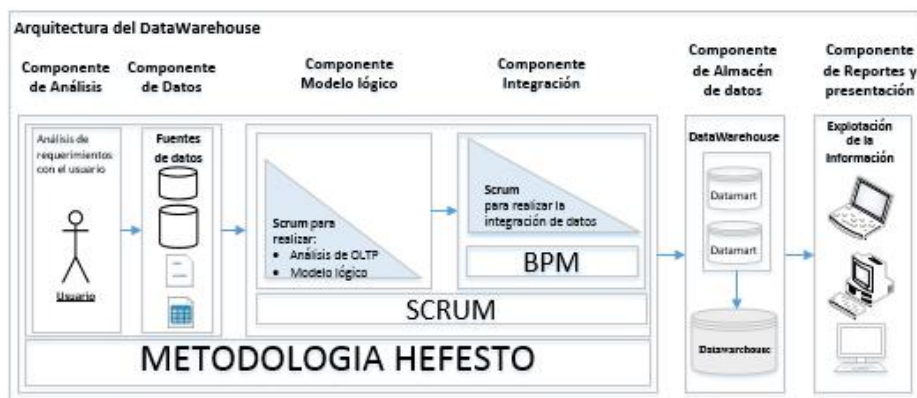 Arquitectura del DataWarehouse
Componente
de Análisis
Componente
de Datos
Componente
Modelo lógico
Componente
Integración
Componente
de Almacén
de datos
Componente
de Reportes y
presentación
Análisis de
requerimientos
con el usuario
Usuario
Fuentes
de datos
Scrum para
realizar:
• Análisis de OLTP
• Modelo lógico
Scrum
para realizar la
integración de datos
BPM
SCRUM
METODOLOGIA HEFESTO
DataWarehouse
Datamart
Datamart
Datawarehouse
Explotación
de la
Información